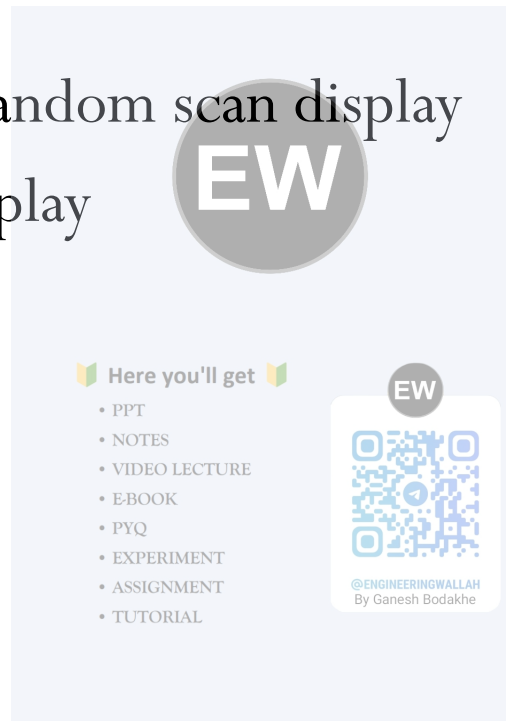 andom scan display
EW
play
Here you'll get
• PPT
• NOTES
• VIDEO LECTURE
• E-BOOK
• PYQ
• EXPERIMENT
• ASSIGNMENT
• TUTORIAL
EW
@ENGINEERINGWALLAH
By Ganesh Bodakhe